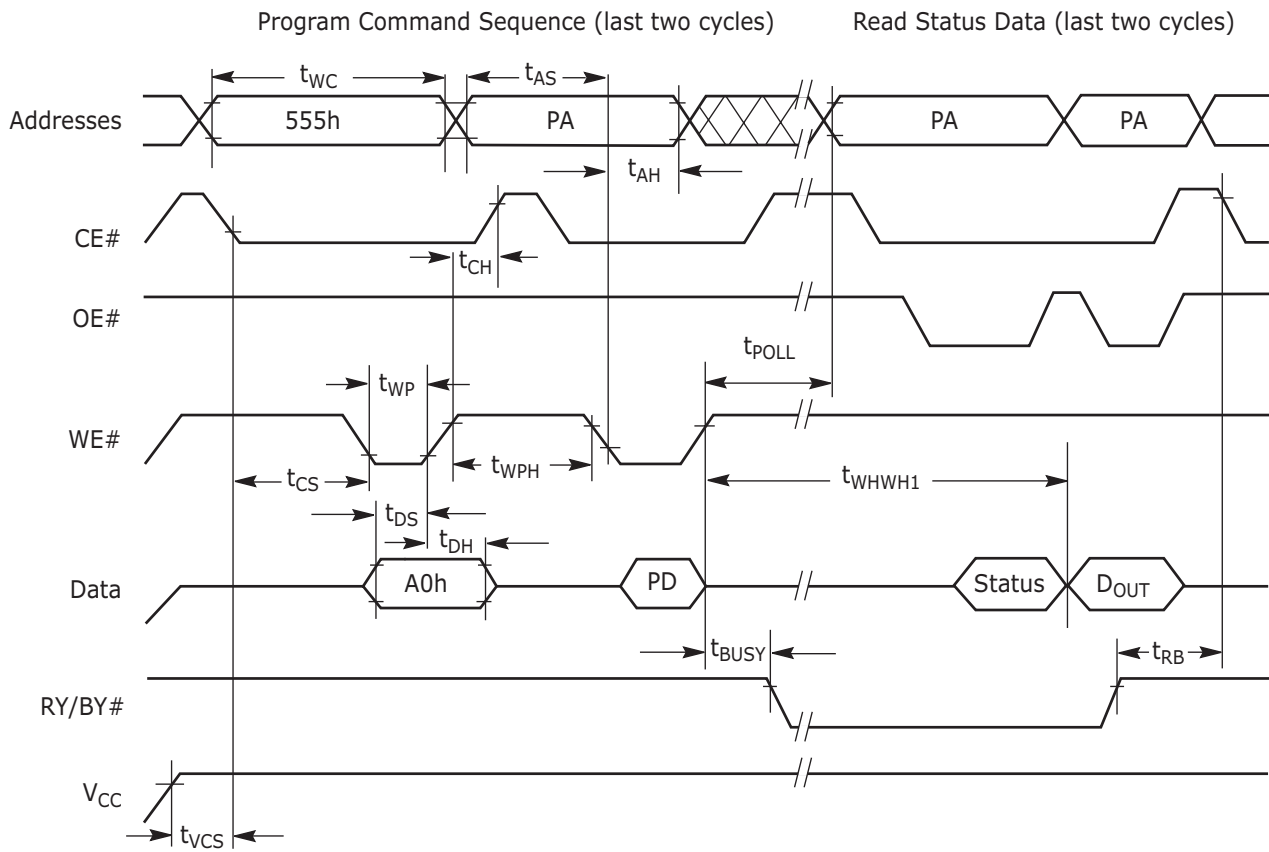 Program Command Sequence (last two cycles) Read Status Data (last two cycles)
tWC tAS
Addresses 555h PA PA PA
tAH
CE#
tCH
OE#
tPOLL
tWP
WE#
tCS tWPH tWHWH1
tDS
tDH
Data A0h PD Status DOUT
tBUSY tRB
RY/BY#
VCC
tVCS